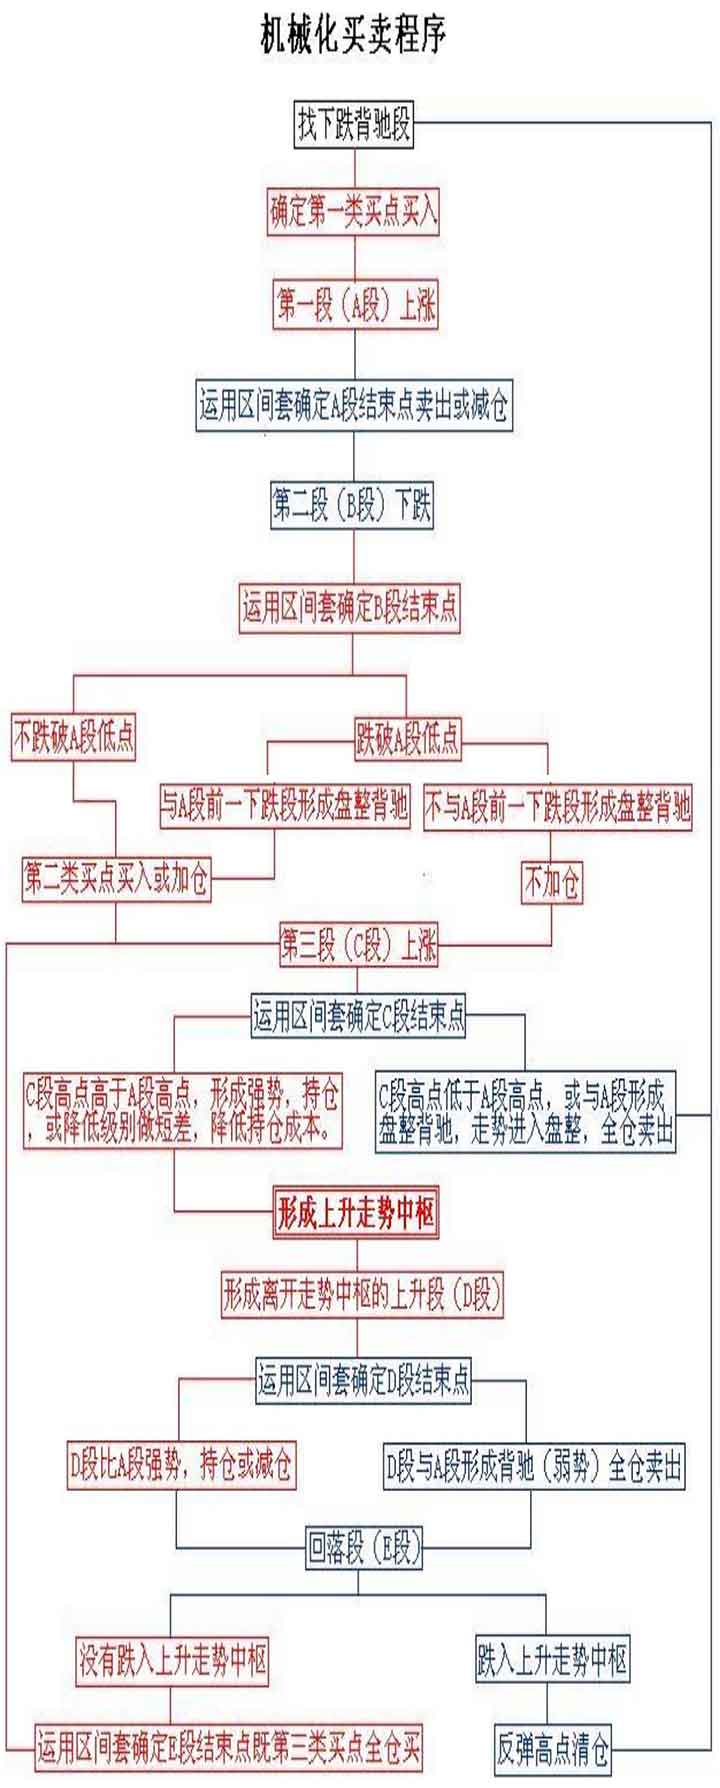 机械化买卖程序
找下跌背驰段
确定第一类买点买入
第一段（A段）上涨
运用区间套确定A段结束点卖出或减仓
第二段（B段）下跌
运用区间套确定B段结束点
不跌破A段低点
跌破A段低点
与A段前一下跌段形成盘整背驰
不与A段前一下跌段形成盘整背驰
第二类买点买入或加仓
不加仓
第三段（C段）上涨
运用区间套确定C段结束点
C段高点高于A段高点，形成强势，持仓
，或降低级别做短差，降低持仓成本。
C段高点低于A段高点，或与A段形成
盘整背驰，走势进入盘整，全仓卖出
形成上升走势中枢
形成离开走势中枢的上升段（D段）
运用区间套确定D段结束点
D段比A段强势，持仓或减仓
D段与A段形成背驰（弱势）全仓卖出
回落段（E段）
没有跌入上升走势中枢
跌入上升走势中枢
运用区间套确定E段结束点既第三类买点全仓买
反弹高点清仓